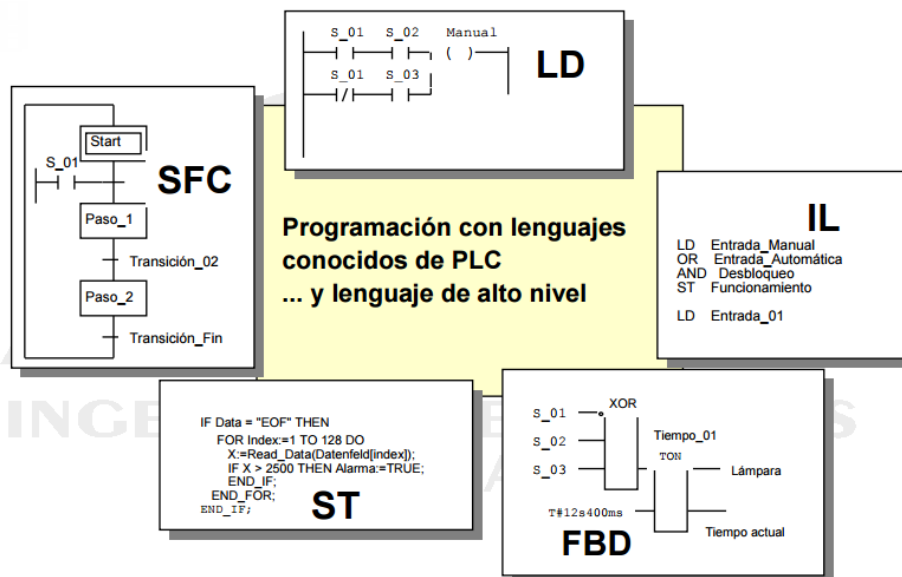 S_01 S_02 Manual
( )
LD
S_01 S_03
Start
S_01
SFC
Paso_1
Transición_02
Paso_2
Transición_Fin
Programación con lenguajes
conocidos de PLC
... y lenguaje de alto nivel
IL
LD Entrada_Manual
OR Entrada_Automática
AND Desbloqueo
ST Funcionamiento
LD Entrada_01
IF Data = "EOF" THEN
FOR Index:=1 TO 128 DO
X:=Read_Data(Datenfeld[index]);
IF X > 2500 THEN Alarma:=TRUE;
END_IF;
END_FOR;
END_IF;
ST
XOR
S_01
S_02
S_03
Tiempo_01
TON
Lámpara
T#12s400ms
Tiempo actual
FBD